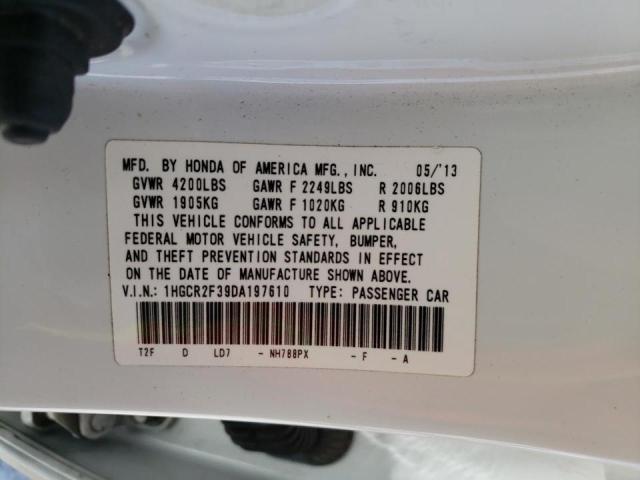 MFD. BY HONDA OF AMERICA MFG., INC. 05/'13
GVWR 4200LBS GAWR F 2249LBS R 2006LBS
GVWR 1905KG GAWR F 1020KG R 910KG
THIS VEHICLE CONFORMS TO ALL APPLICABLE
FEDERAL MOTOR VEHICLE SAFETY, BUMPER,
AND THEFT PREVENTION STANDARDS IN EFFECT
ON THE DATE OF MANUFACTURE SHOWN ABOVE.
V.I.N.: 1HGCR2F39DA197610 TYPE: PASSENGER CAR
T2F D LD7 - NH788PX - F - A